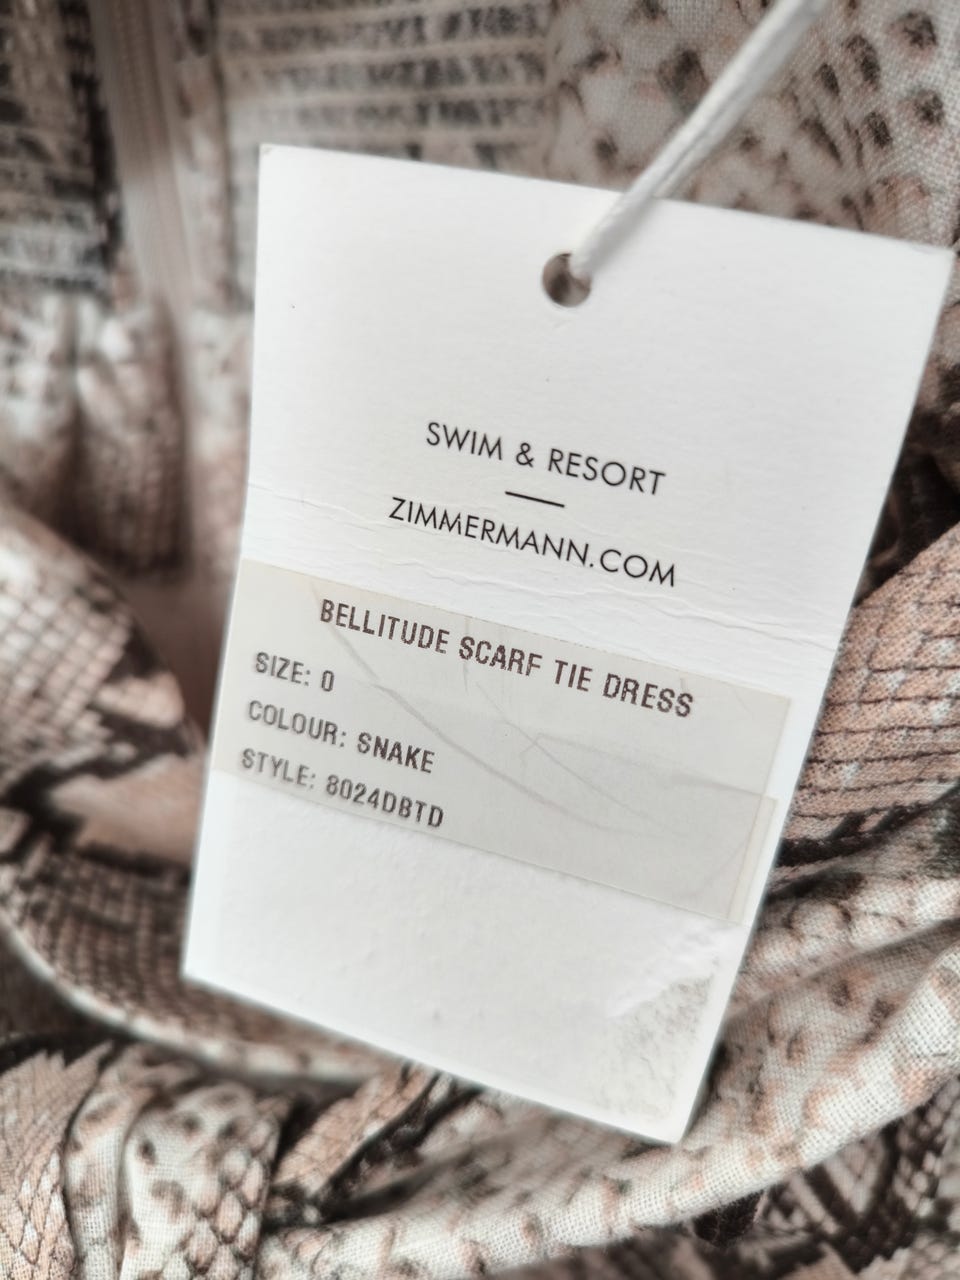 SWIM & RESORT
ZIMMERMANN.COM
BELLITUDE SCARF TIE DRESS
SIZE: 0
COLOUR: SNAKE
STYLE: 8024DBTD